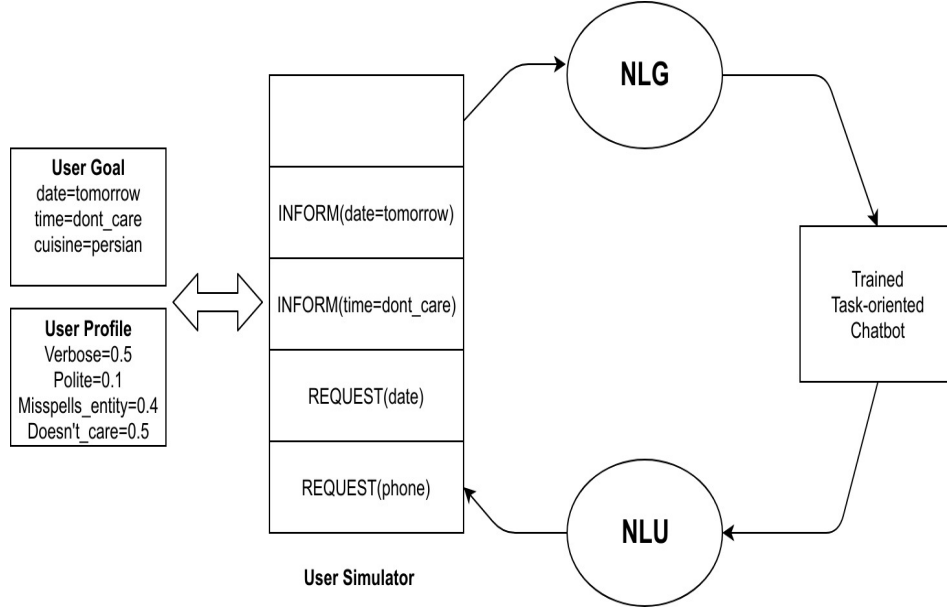 User Goal
date=tomorrow
time=dont_care
cuisine=persian
User Profile
Verbose=0.5
Polite=0.1
Misspells_entity=0.4
Doesn't_care=0.5
INFORM(date=tomorrow)
INFORM(time=dont_care)
REQUEST(date)
REQUEST(phone)
User Simulator
NLG
Trained
Task-oriented
Chatbot
NLU